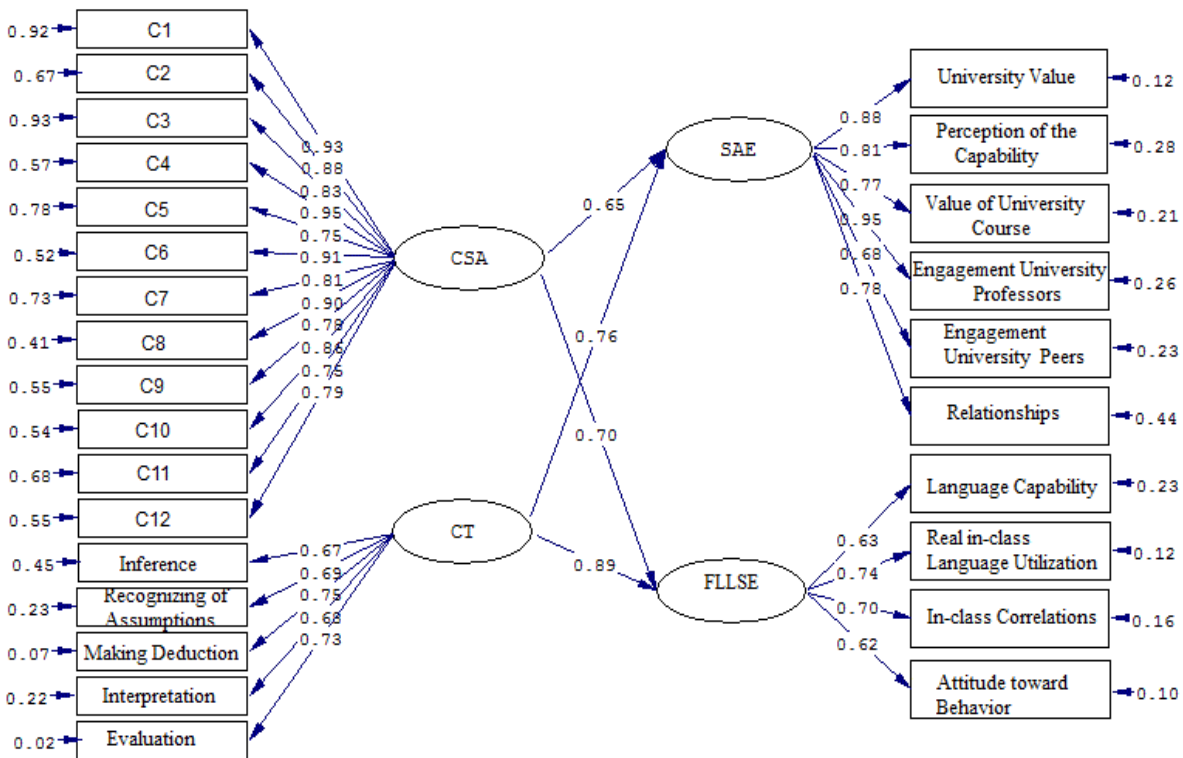 0.92
C1
0.67
C2
0.93
C3
0.57
C4
0.78
C5
0.52
C6
0.73
C7
0.41
C8
0.55
C9
0.54
C10
0.68
C11
0.55
C12
0.45
Inference
0.23
Recognizing of
Assumptions
0.07
Making Deduction
0.22
Interpretation
0.02
Evaluation
0.93
0.88
0.83
0.95
0.75
0.91
0.81
0.90
0.78
0.86
0.75
0.79
CSA
0.67
0.69
0.75
0.68
0.73
CT
0.65
0.76
0.70
0.89
SAE
FLLSE
0.88
0.81
0.77
0.95
0.68
0.78
0.63
0.74
0.70
0.62
University Value
0.12
Perception of the
Capability
0.28
Value of University
Course
0.21
Engagement University
Professors
0.26
Engagement
University Peers
0.23
Relationships
0.44
Language Capability
0.23
Real in-class
Language Utilization
0.12
In-class Correlations
0.16
Attitude toward
Behavior
0.10